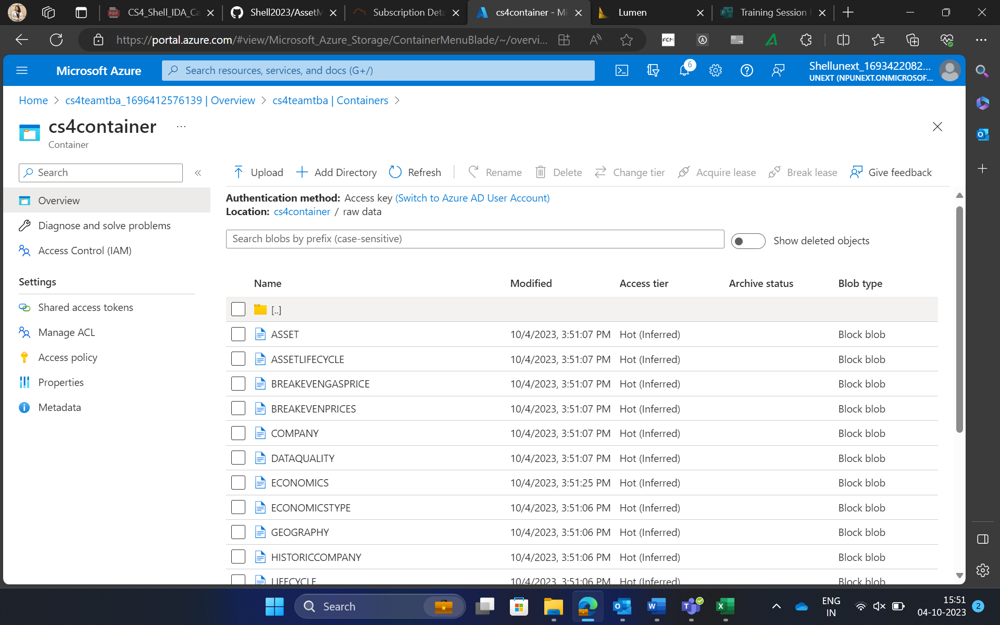 CS4_Shell_IDA_Ca
Shell2023/AssetM
Subscription Deta
cs4container - Mi
Lumen
Training Session
https://portal.azure.com/#view/Microsoft_Azure_Storage/ContainerMenuBlade/~/overvi...
Microsoft Azure
Search resources, services, and docs (G+/)
6
Shellunext_1693422082...
UNEXT (NPUNEXT.ONMICROSOF...
Home > cs4teamtba_1696412576139 | Overview > cs4teamtba | Containers >
cs4container ...
Container
Search «
Upload
Add Directory
Refresh
Rename
Delete
Change tier
Acquire lease
Break lease
Give feedback
Overview
Diagnose and solve problems
Access Control (IAM)
Settings
Shared access tokens
Manage ACL
Access policy
Properties
Metadata
Authentication method: Access key (Switch to Azure AD User Account)
Location: cs4container / raw data
Search blobs by prefix (case-sensitive)
Show deleted objects
Name Modified Access tier Archive status Blob type
[..]
ASSET 10/4/2023, 3:51:07 PM Hot (Inferred) Block blob
ASSETLIFECYCLE 10/4/2023, 3:51:07 PM Hot (Inferred) Block blob
BREAKEVENGASPRICE 10/4/2023, 3:51:07 PM Hot (Inferred) Block blob
BREAKEVENPRICES 10/4/2023, 3:51:07 PM Hot (Inferred) Block blob
COMPANY 10/4/2023, 3:51:07 PM Hot (Inferred) Block blob
DATAQUALITY 10/4/2023, 3:51:07 PM Hot (Inferred) Block blob
ECONOMICS 10/4/2023, 3:51:25 PM Hot (Inferred) Block blob
ECONOMICSTYPE 10/4/2023, 3:51:06 PM Hot (Inferred) Block blob
GEOGRAPHY 10/4/2023, 3:51:06 PM Hot (Inferred) Block blob
HISTORICCOMPANY 10/4/2023, 3:51:06 PM Hot (Inferred) Block blob
LIFECYCLE 10/4/2023, 3:51:06 PM Hot (Inferred) Block blob
Search
ENG
IN
15:51
04-10-2023
2